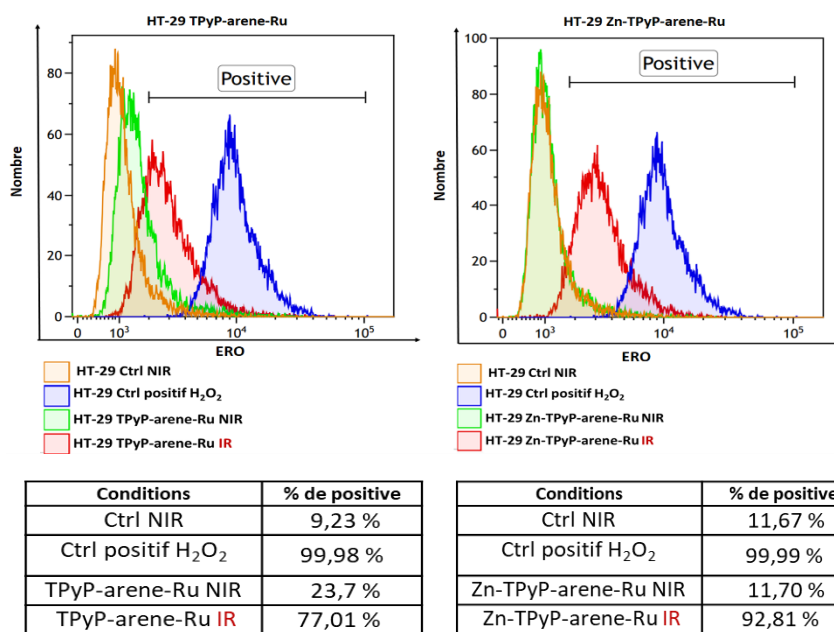 HT-29 TPyP-arene-Ru
Positive
Nombre
80
60
40
20
0
0 10³ 10⁴ 10⁵
ERO
HT-29 Ctrl NIR
HT-29 Ctrl positif H₂O₂
HT-29 TPyP-arene-Ru NIR
HT-29 TPyP-arene-Ru IR
HT-29 Zn-TPyP-arene-Ru
Positive
Nombre
100
80
60
40
20
0
0 10³ 10⁴ 10⁵
ERO
HT-29 Ctrl NIR
HT-29 Ctrl positif H₂O₂
HT-29 Zn-TPyP-arene-Ru NIR
HT-29 Zn-TPyP-arene-Ru IR
Conditions % de positive
Ctrl NIR 9,23 %
Ctrl positif H₂O₂ 99,98 %
TPyP-arene-Ru NIR 23,7 %
TPyP-arene-Ru IR 77,01 %
Conditions % de positive
Ctrl NIR 11,67 %
Ctrl positif H₂O₂ 99,99 %
Zn-TPyP-arene-Ru NIR 11,70 %
Zn-TPyP-arene-Ru IR 92,81 %